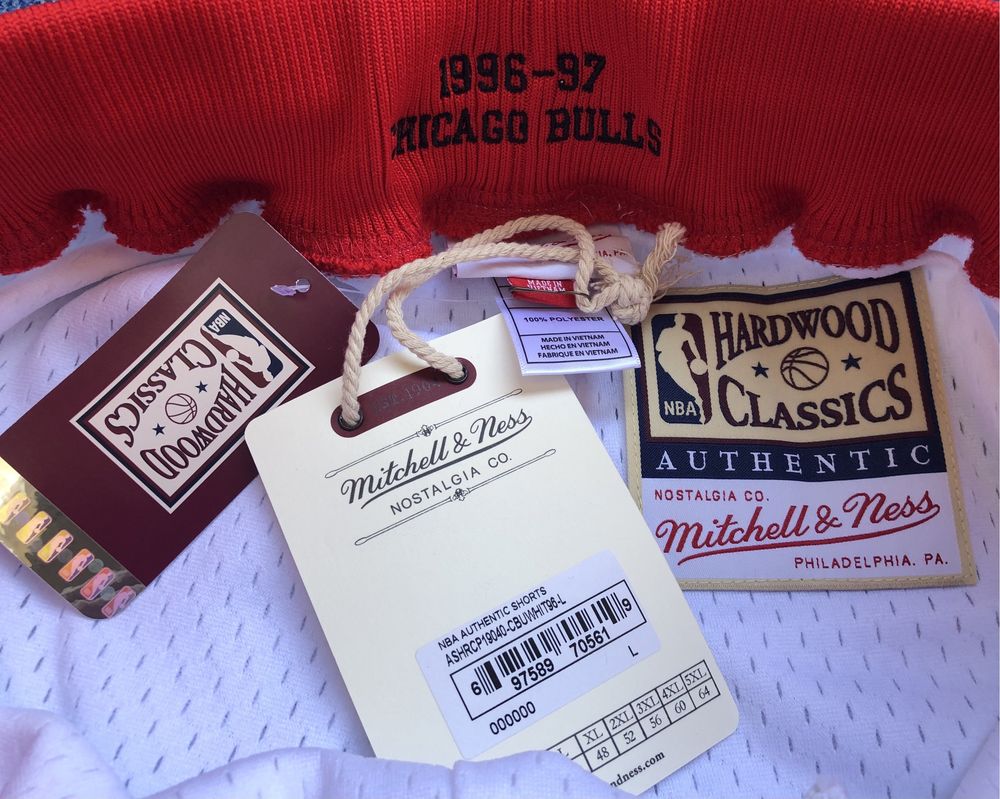 1996-97
CHICAGO BULLS
NBA
HARDWOOD
CLASSICS
MADE IN
VIETNAM
100% POLYESTER
MADE IN VIETNAM
HECHO EN VIETNAM
FABRIQUE EN VIETNAM
NBA
HARDWOOD
CLASSICS
AUTHENTIC
NOSTALGIA CO.
Mitchell & Ness
PHILADELPHIA, PA.
EST. 1904
Mitchell & Ness
NOSTALGIA CO.
NBA AUTHENTIC SHORTS
ASHRCP19040-CBUWHIT96-L
6 97589 70561 9
000000 L
L XL 2XL 3XL 4XL 5XL
48 52 56 60 64